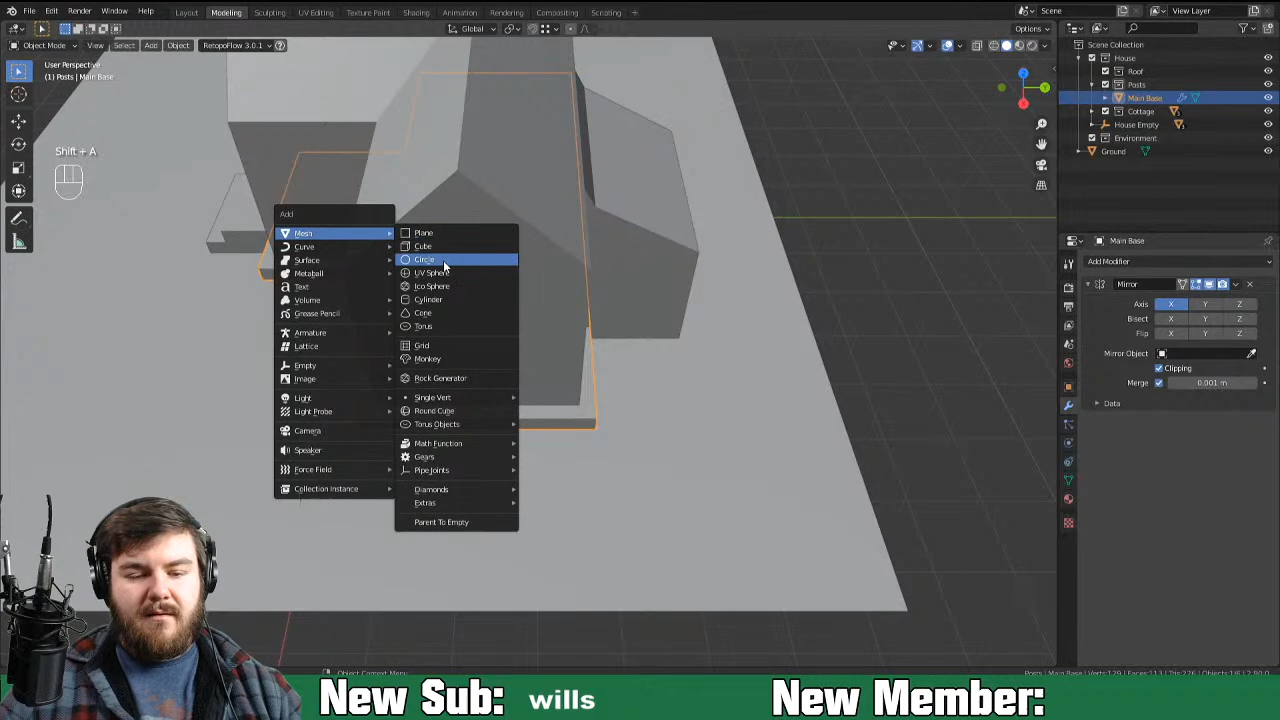 File Edit Render Window Help
Layout Modeling Sculpting UV Editing Texture Paint Shading Animation Rendering Compositing Scripting +
Scene
View Layer
Global
Options
Object Mode View Select Add Object RetopoFlow 3.0.1
User Perspective
(1) Posts | Main Base
Shift + A
Add
Mesh
Curve
Surface
Metaball
Text
Volume
Grease Pencil
Armature
Lattice
Empty
Image
Light
Light Probe
Camera
Speaker
Force Field
Collection Instance
Plane
Cube
Circle
UV Sphere
Ico Sphere
Cylinder
Cone
Torus
Grid
Monkey
Rock Generator
Single Vert
Round Cube
Torus Objects
Math Function
Gears
Pipe Joints
Diamonds
Extras
Parent To Empty
Z
Y
X
Scene Collection
House
Roof
Posts
Main Base
Cottage
House Empty
Environment
Ground
Main Base
Add Modifier
Mirror
Axis X Y Z
Bisect X Y Z
Flip X Y Z
Mirror Object
Clipping
Merge 0.001 m
Data
Object Context Menu
New Sub: wills
New Member: